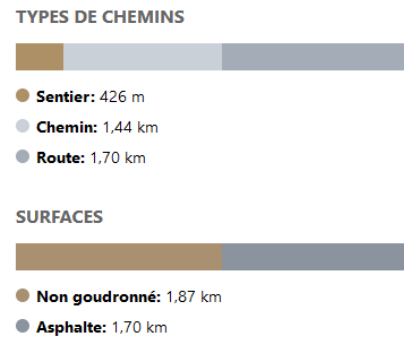 TYPES DE CHEMINS
Sentier: 426 m
Chemin: 1,44 km
Route: 1,70 km
SURFACES
Non goudronné: 1,87 km
Asphalte: 1,70 km